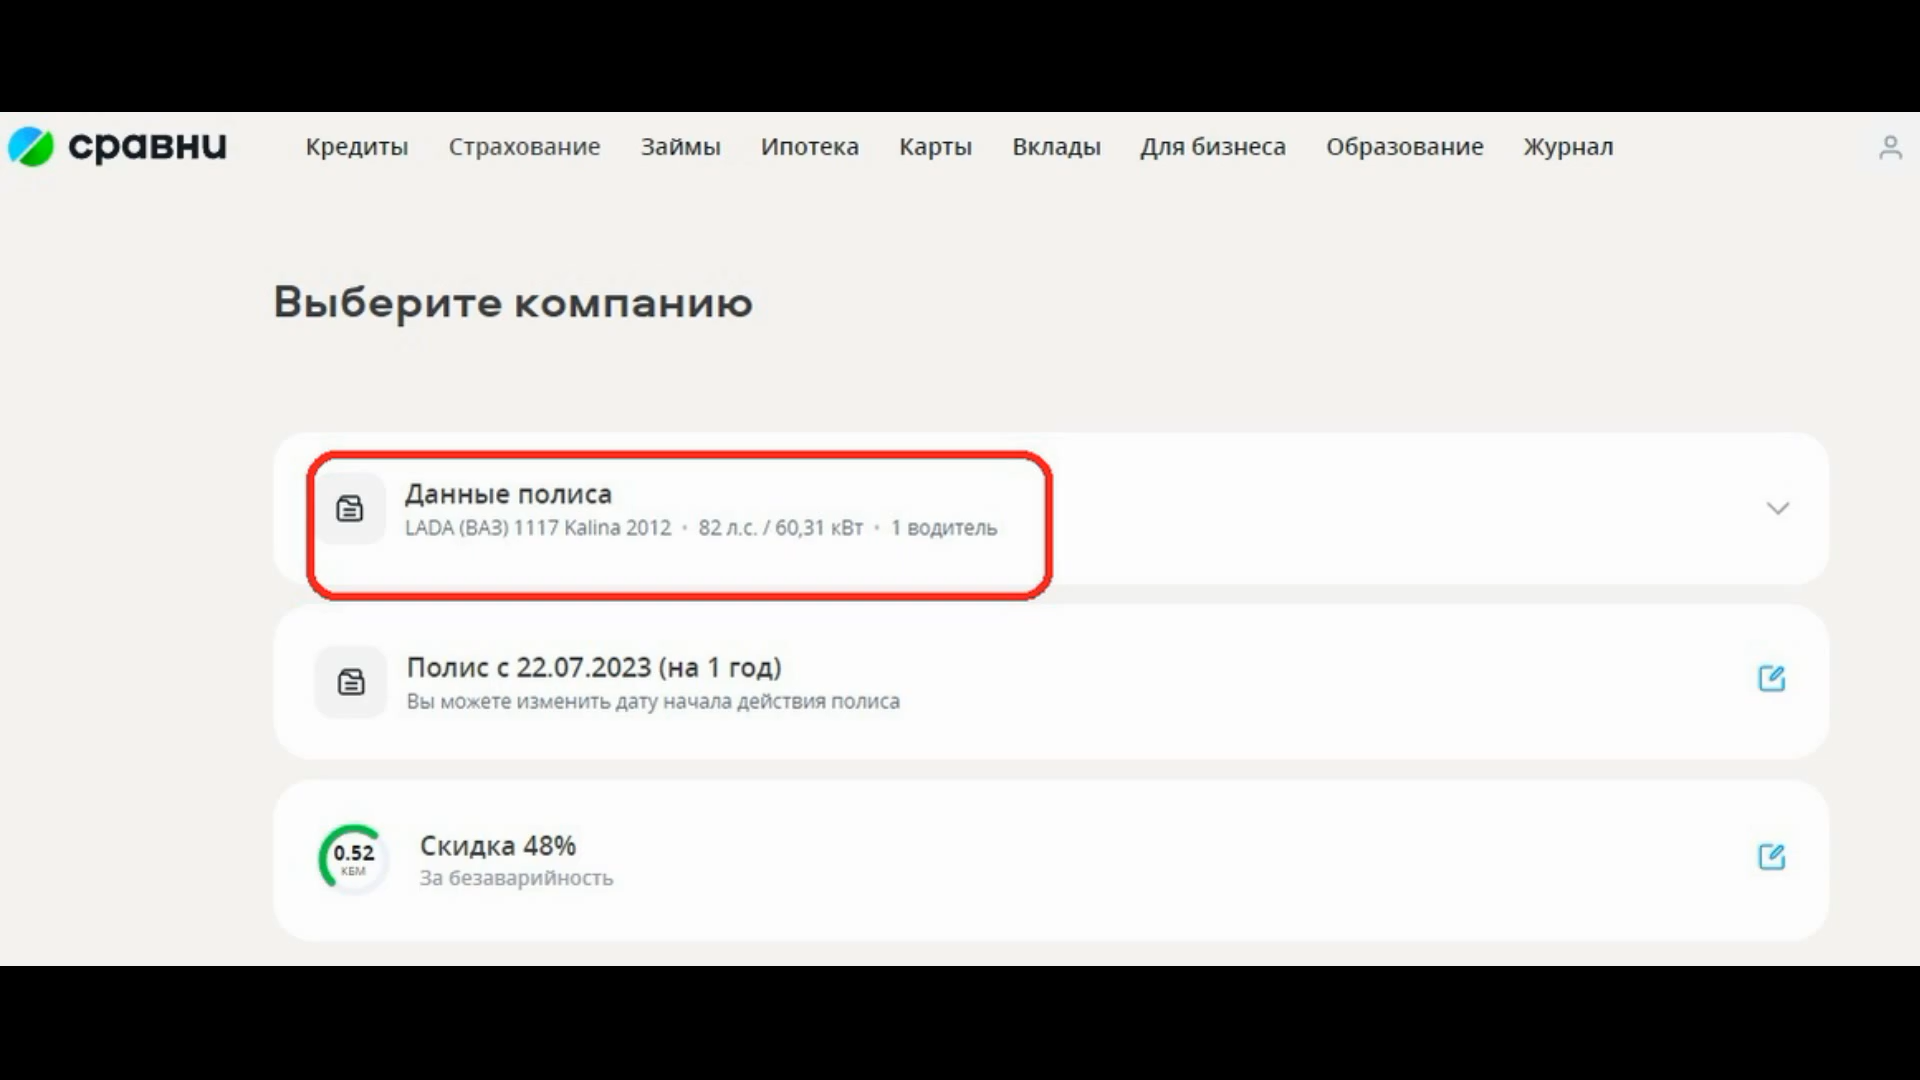 сравни
Кредиты Страхование Займы Ипотека Карты Вклады Для бизнеса Образование Журнал
Выберите компанию
Данные полиса
LADA (ВАЗ) 1117 Kalina 2012 • 82 л.с. / 60,31 кВт • 1 водитель
Полис с 22.07.2023 (на 1 год)
Вы можете изменить дату начала действия полиса
0.52
КБМ
Скидка 48%
За безаварийность